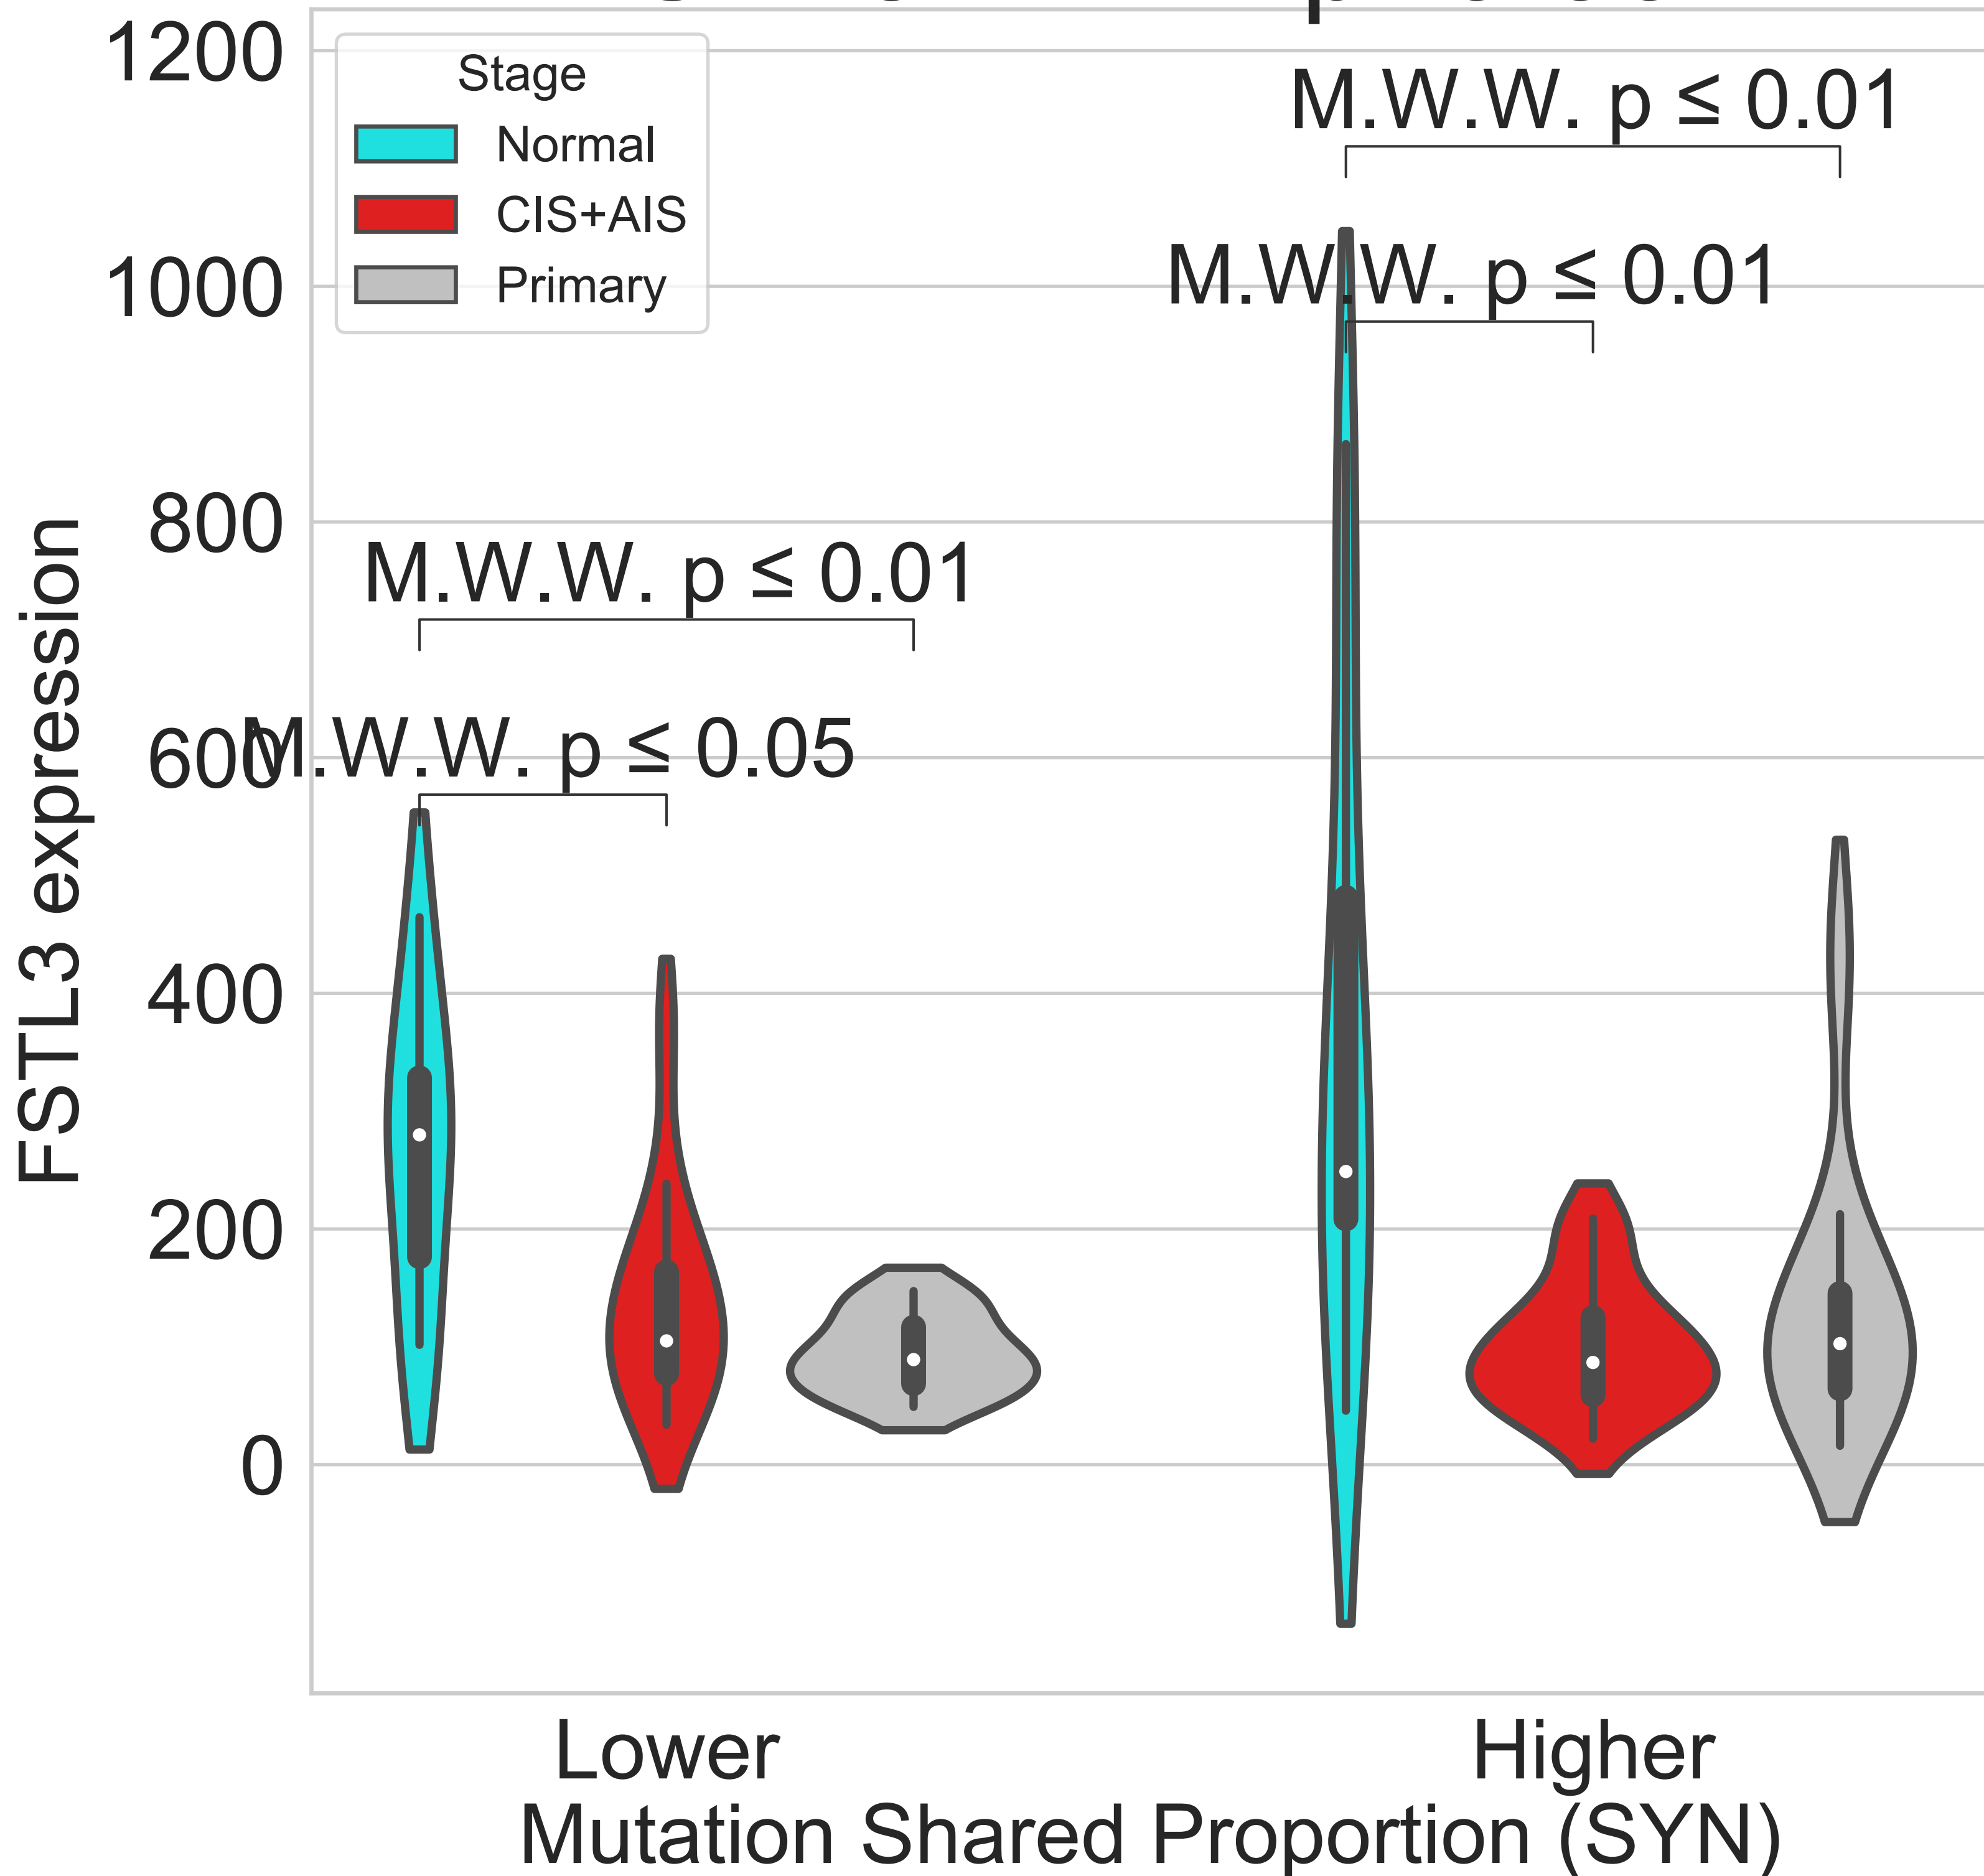 1200
Stage
Normal
CIS+AIS
Primary
M.W.W. p ≤ 0.01
1000
M.W.W. p ≤ 0.01
800
M.W.W. p ≤ 0.01
600
M.W.W. p ≤ 0.05
400
200
0
FSTL3 expression
Lower
Higher
Mutation Shared Proportion (SYN)